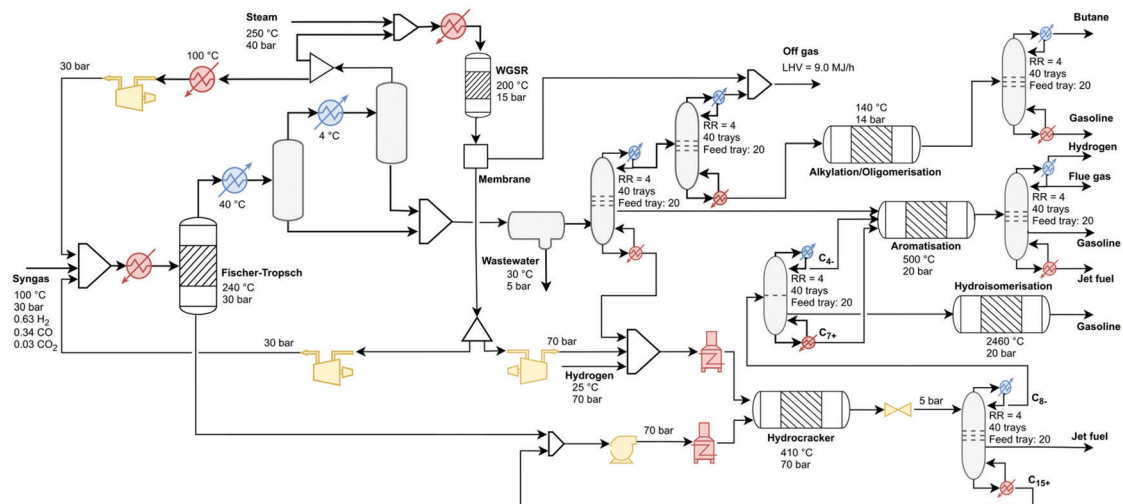 Steam
250 °C
40 bar
30 bar
100 °C
WGSR
200 °C
15 bar
Off gas
LHV = 9.0 MJ/h
Butane
RR = 4
40 trays
Feed tray: 20
Gasoline
4 °C
40 °C
RR = 4
40 trays
Feed tray: 20
140 °C
14 bar
Alkylation/Oligomerisation
Membrane
RR = 4
40 trays
Feed tray: 20
Hydrogen
Flue gas
RR = 4
40 trays
Feed tray: 20
Gasoline
Jet fuel
Aromatisation
500 °C
20 bar
Syngas
100 °C
30 bar
0.63 H₂
0.34 CO
0.03 CO₂
Fischer-Tropsch
240 °C
30 bar
Wastewater
30 °C
5 bar
C₄₋
RR = 4
40 trays
Feed tray: 20
C₇₊
Hydroisomerisation
2460 °C
20 bar
Gasoline
30 bar
70 bar
Hydrogen
25 °C
70 bar
70 bar
Hydrocracker
410 °C
70 bar
5 bar
C₈₋
RR = 4
40 trays
Feed tray: 20
Jet fuel
C₁₅₊